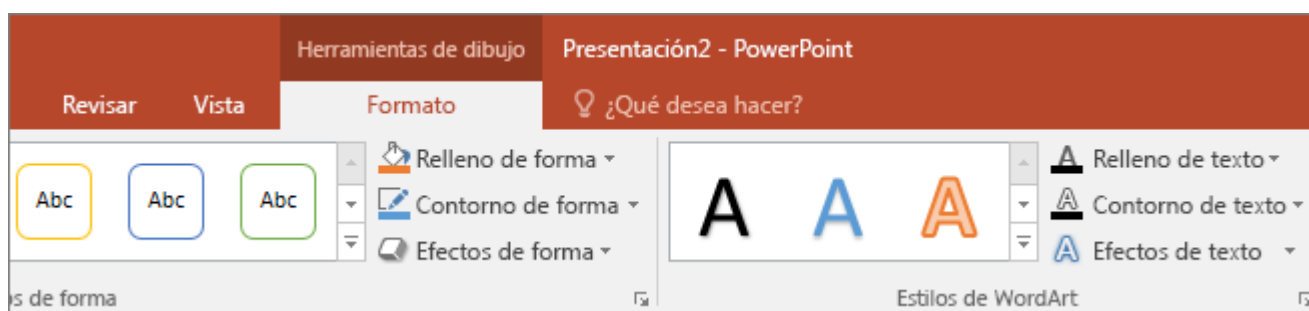 Herramientas de dibujo Presentación2 - PowerPoint
Revisar Vista Formato ¿Qué desea hacer?
Abc Abc Abc Relleno de forma A A A A Relleno de texto
Contorno de forma A Contorno de texto
Efectos de forma A Efectos de texto
s de forma Estilos de WordArt